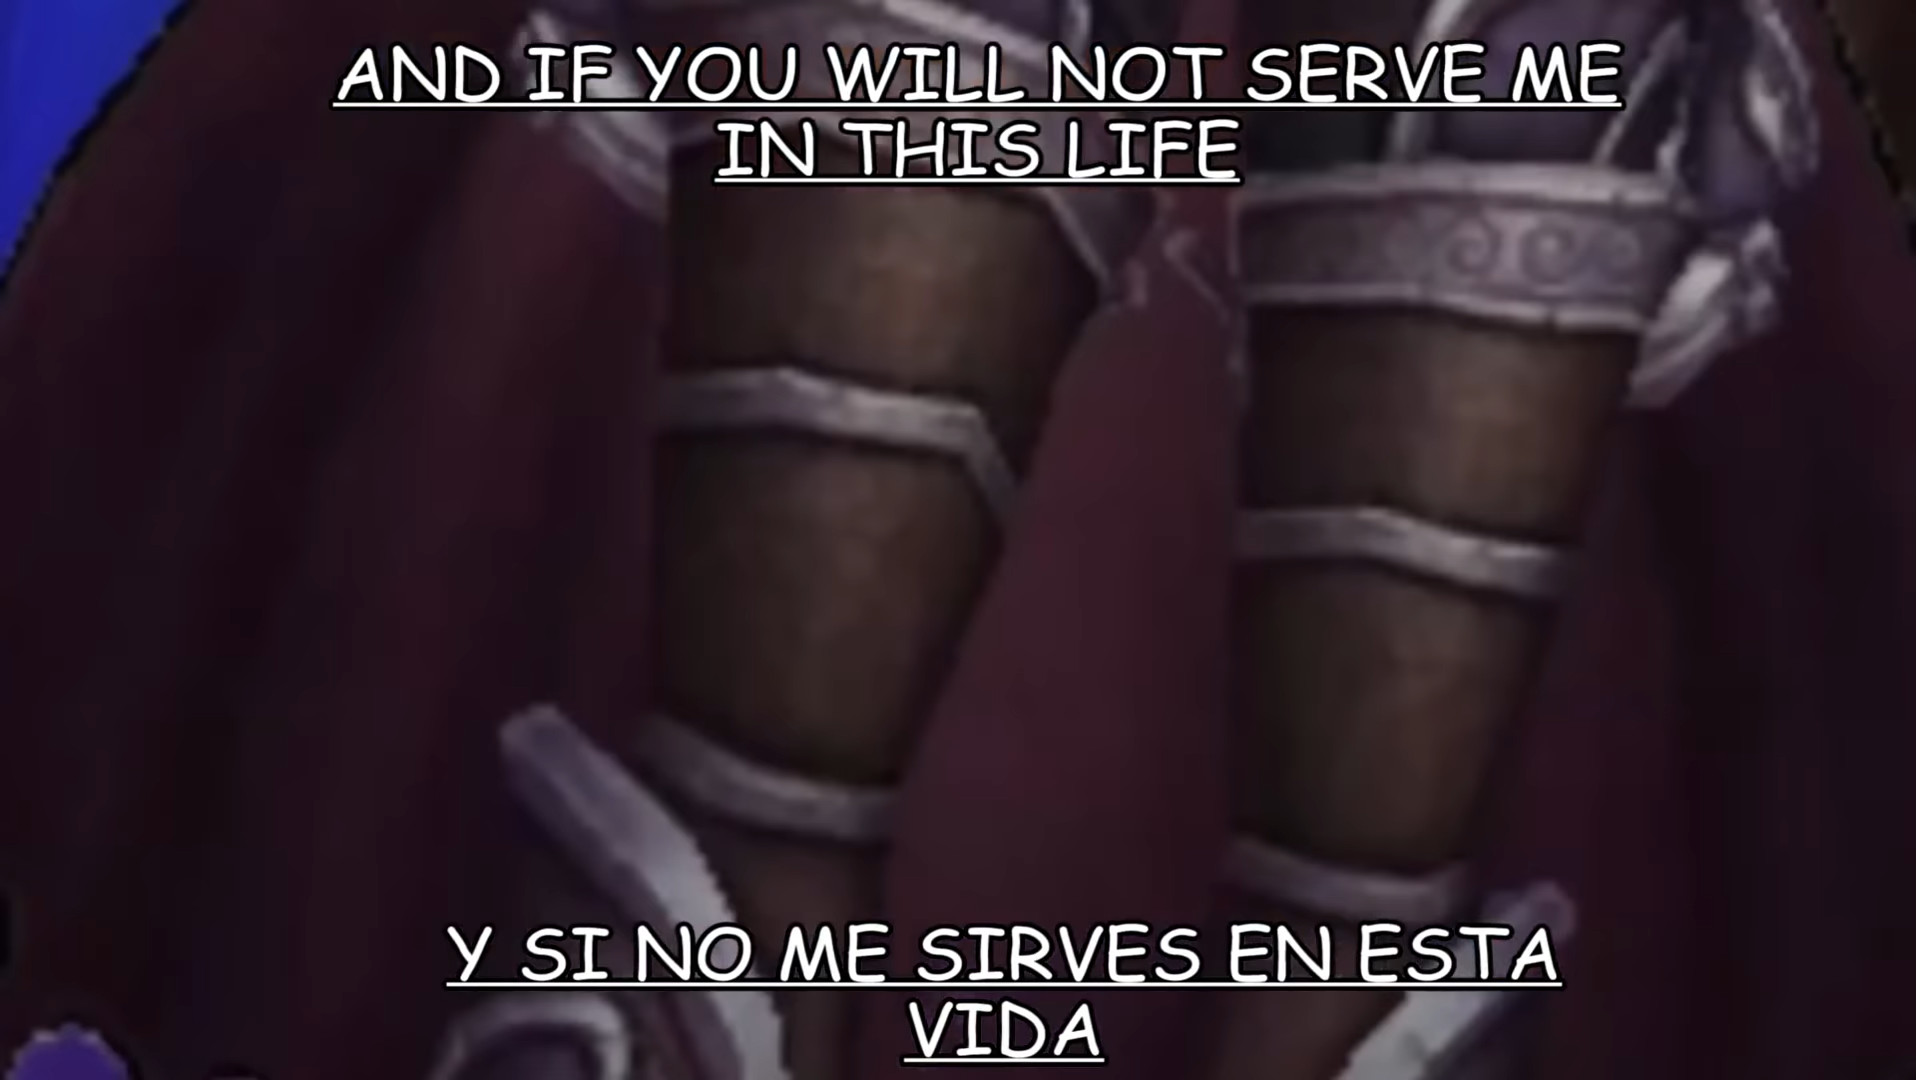 AND IF YOU WILL NOT SERVE ME
IN THIS LIFE
Y SI NO ME SIRVES EN ESTA
VIDA